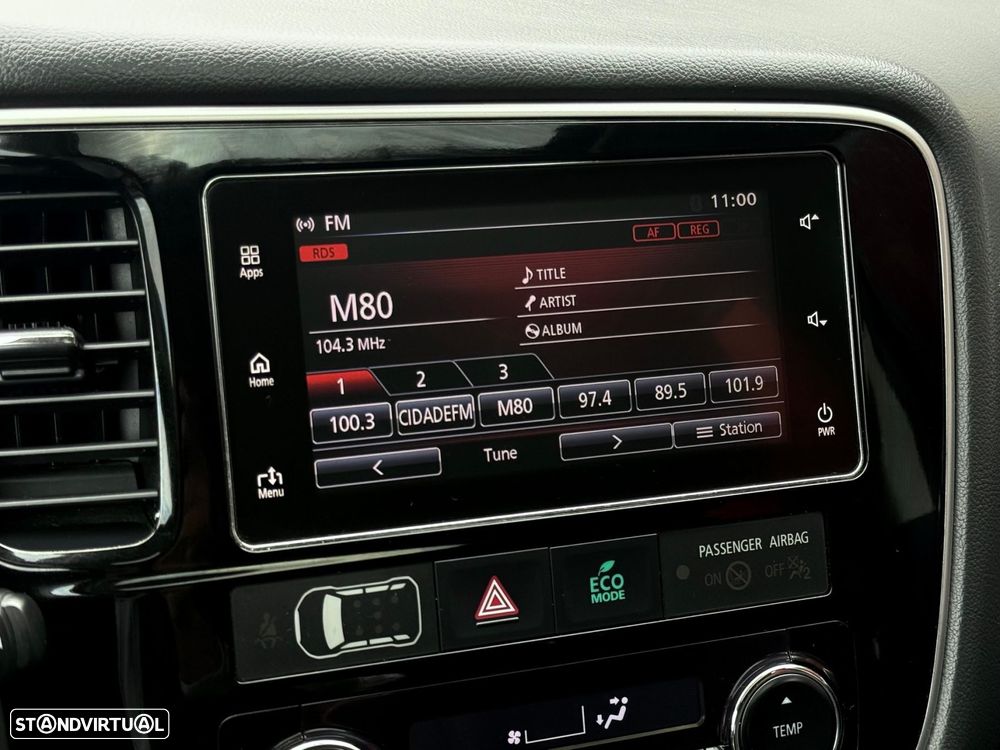 FM 11:00
RDS AF REG
Apps
M80
104.3 MHz
TITLE
ARTIST
ALBUM
Home
1 2 3
100.3 CIDADEFM M80 97.4 89.5 101.9
< Tune > Station
Menu
PWR
PASSENGER AIRBAG
ON OFF 2
ECO
MODE
TEMP
STANDVIRTUAL